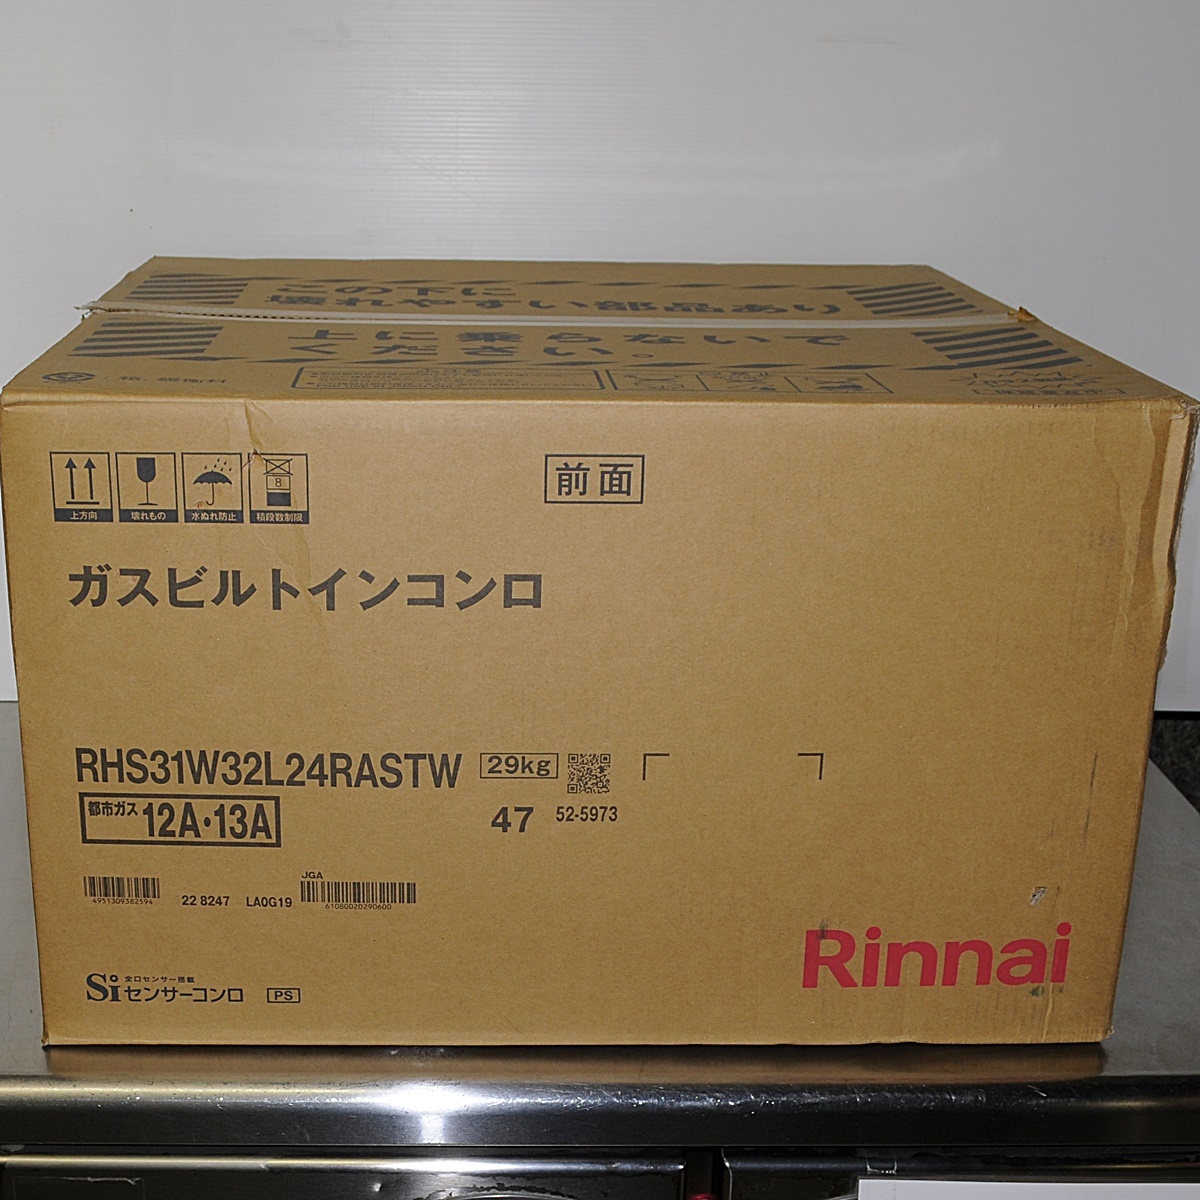 この下に
壊れやすい部品あり
上に乗らないで
ください。
前面
8
上方向
壊れもの
水ぬれ防止
積段数制限
ガスビルトインコンロ
RHS31W32L24RASTW
29kg
都市ガス 12A・13A
47
52-5973
JGA
4951309382594
22 8247
LA0G19
61080020290600
Rinnai
Si
全口センサー搭載
センサーコンロ
PS